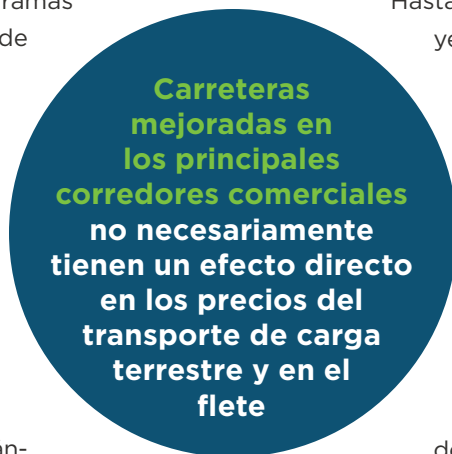 ramas
de
Hasta
ye
Carreteras
mejoradas en
los principales
corredores comerciales
no necesariamente
tienen un efecto directo
en los precios del
transporte de carga
terrestre y en el
flete
an-
de